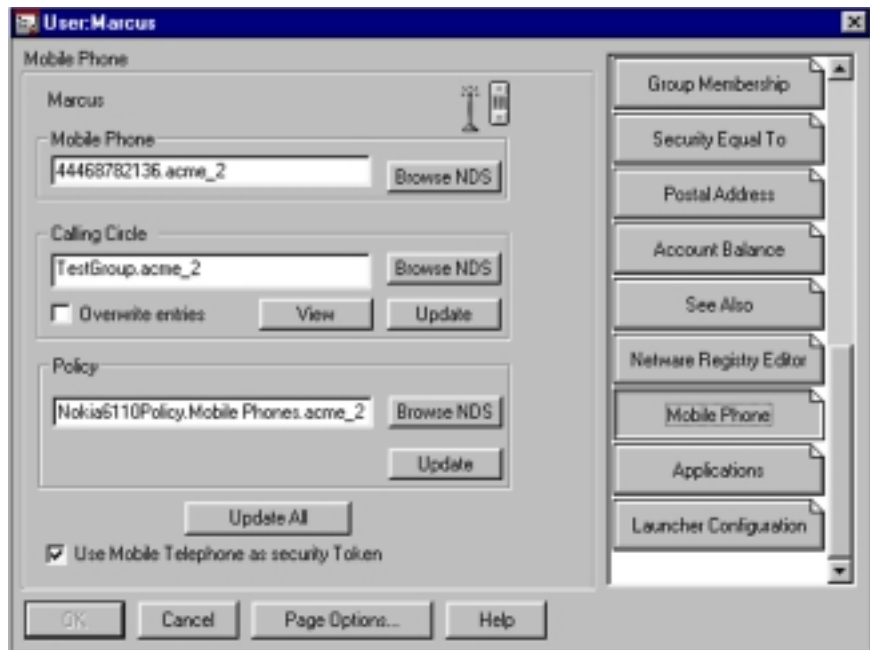 User:Marcus
Mobile Phone
Marcus
Mobile Phone
44468782136.acme_2
Browse NDS
Calling Circle
TestGroup.acme_2
Browse NDS
Overwrite entries
View
Update
Policy
Nokia6110Policy.Mobile Phones.acme_2
Browse NDS
Update
Update All
Use Mobile Telephone as security Token
Group Membership
Security Equal To
Postal Address
Account Balance
See Also
Netware Registry Editor
Mobile Phone
Applications
Launcher Configuration
OK
Cancel
Page Options...
Help